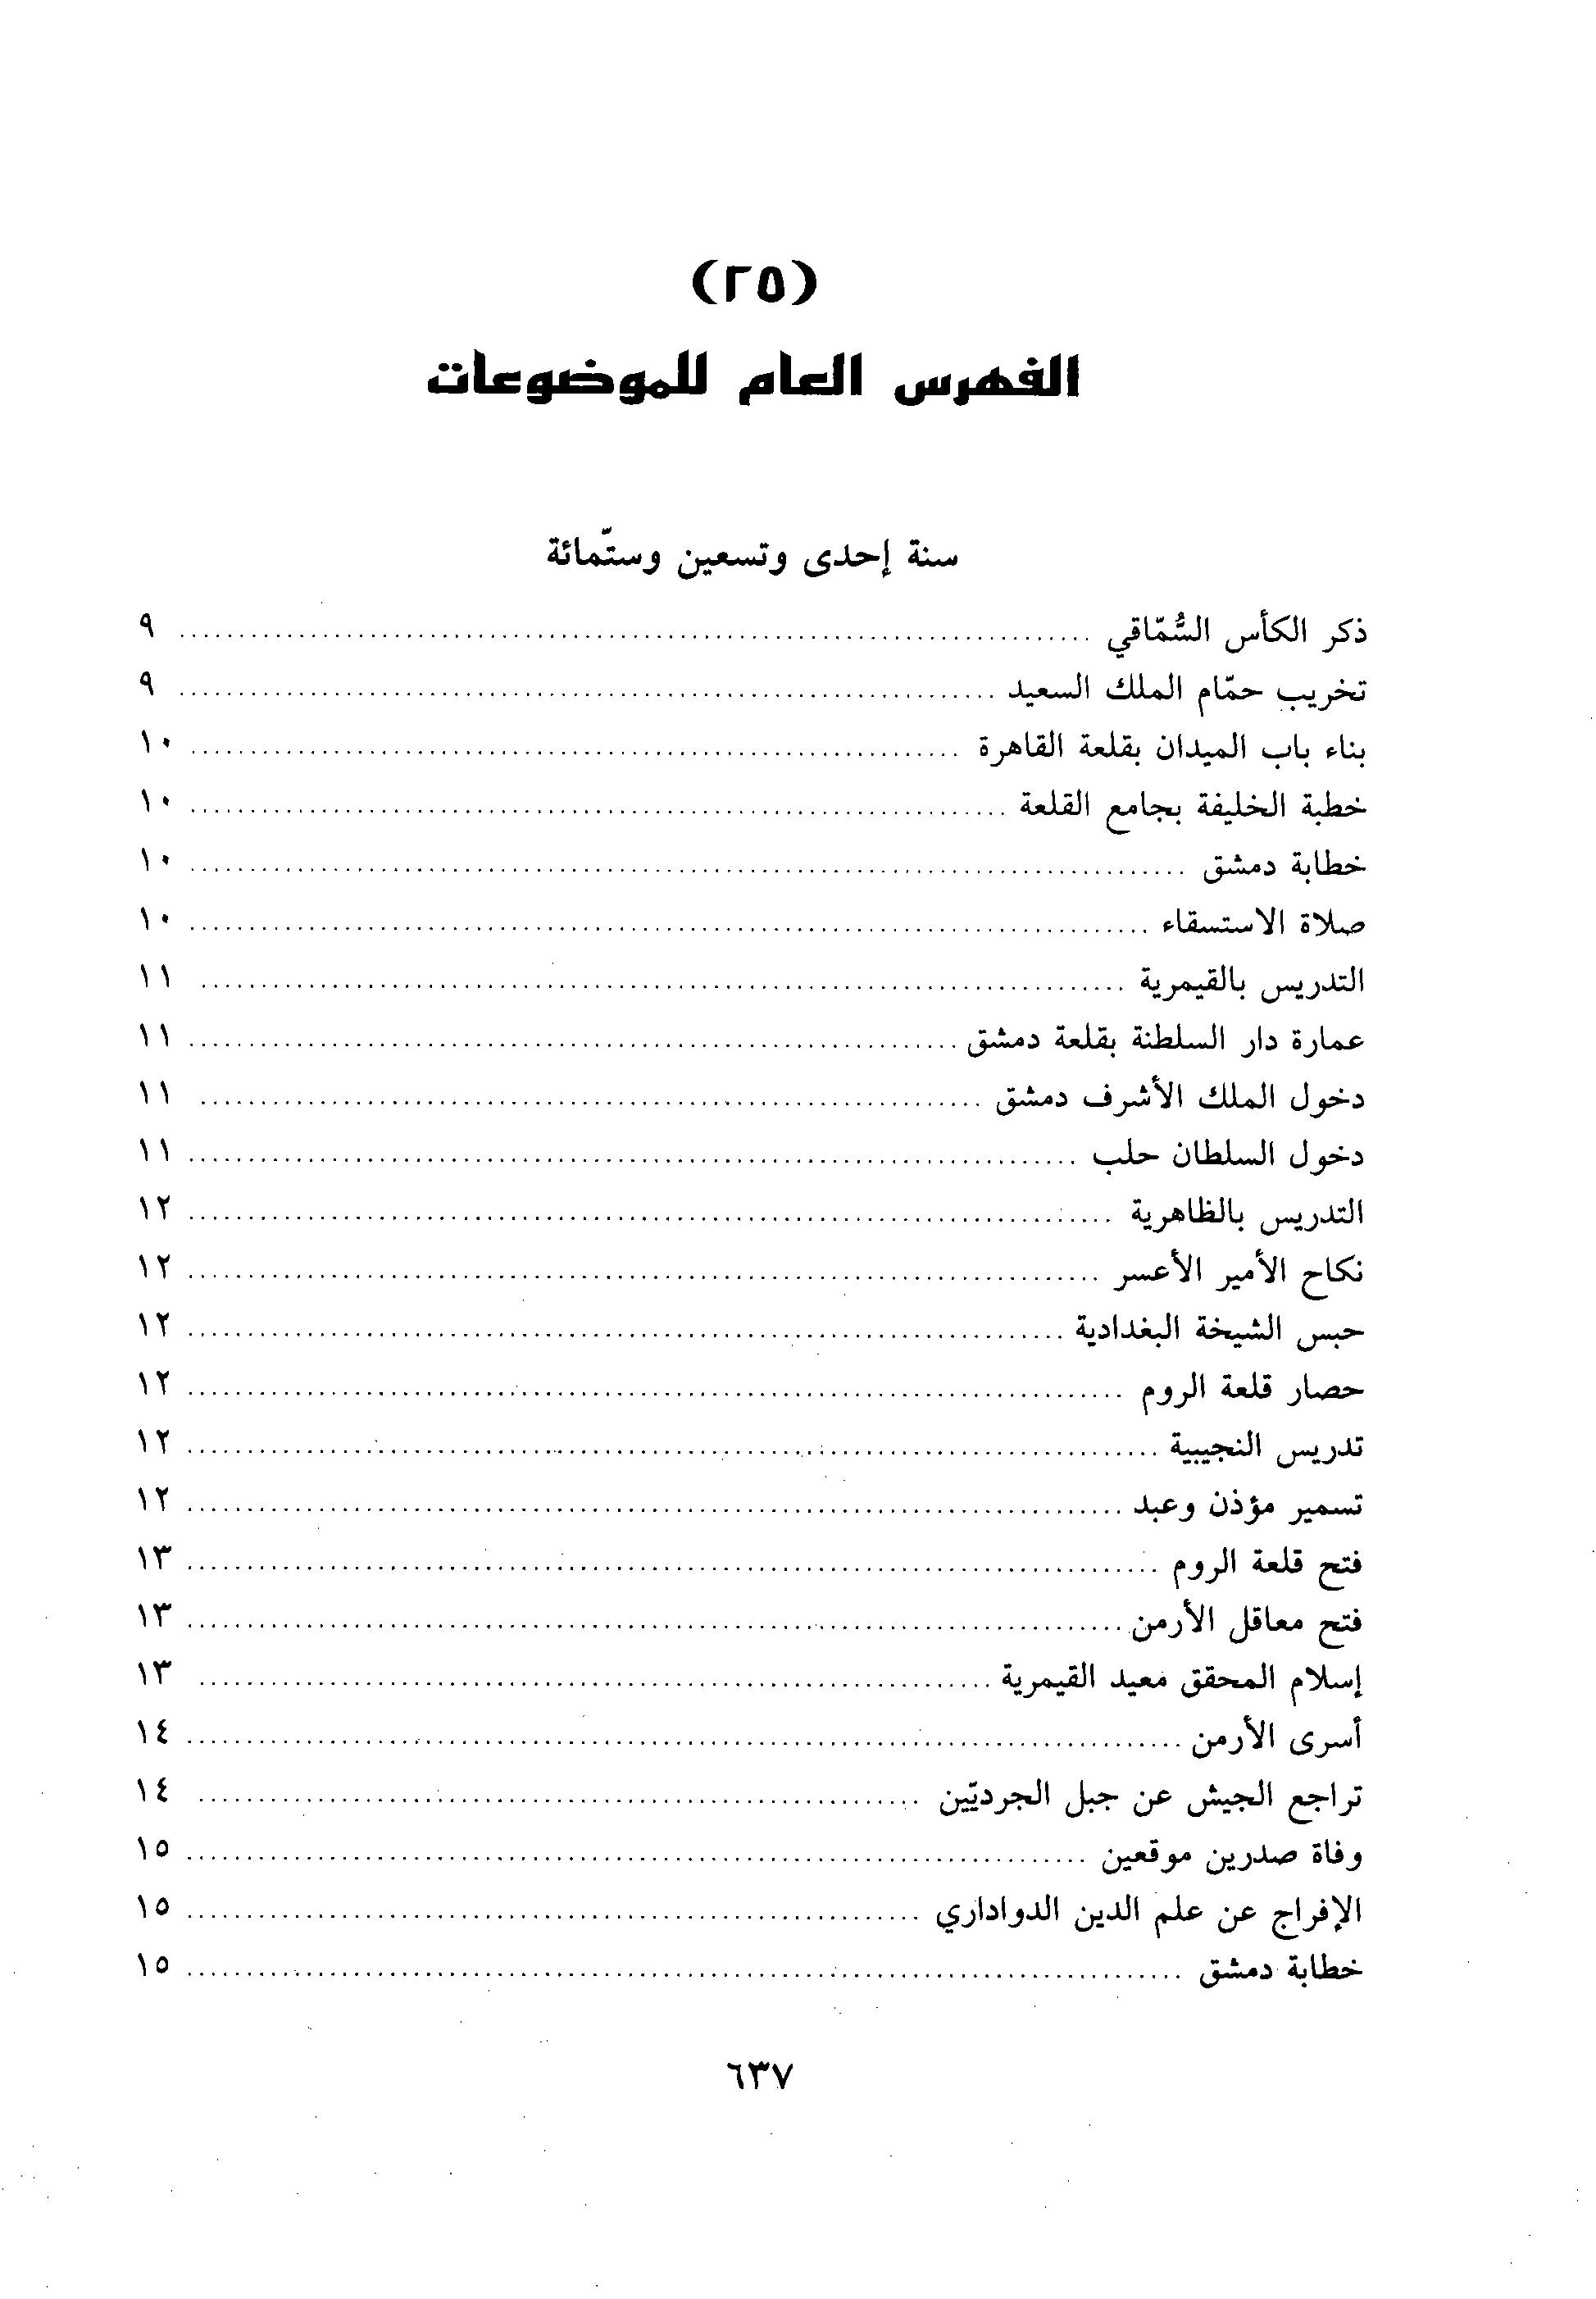 (٢٥)
الفهرس العام للموضوعات
سنة إحدى وتسعين وستّمائة
ذكر الكأس السُّمّاقي ........ ٩
تخريب حمّام الملك السعيد ........ ٩
بناء باب الميدان بقلعة القاهرة ........ ١٠
خطبة الخليفة بجامع القلعة ........ ١٠
خطابة دمشق ........ ١٠
صلاة الاستسقاء ........ ١٠
التدريس بالقيمرية ........ ١١
عمارة دار السلطنة بقلعة دمشق ........ ١١
دخول الملك الأشرف دمشق ........ ١١
دخول السلطان حلب ........ ١١
التدريس بالظاهرية ........ ١٢
نكاح الأمير الأعسر ........ ١٢
حبس الشيخة البغدادية ........ ١٢
حصار قلعة الروم ........ ١٢
تدريس النجيبية ........ ١٢
تسمير مؤذن وعبد ........ ١٢
فتح قلعة الروم ........ ١٣
فتح معاقل الأرمن ........ ١٣
إسلام المحقق معيد القيمرية ........ ١٣
أسرى الأرمن ........ ١٤
تراجع الجيش عن جبل الجرديّين ........ ١٤
وفاة صدرين موقعين ........ ١٥
الإفراج عن علم الدين الدواداري ........ ١٥
خطابة دمشق ........ ١٥
٦٣٧